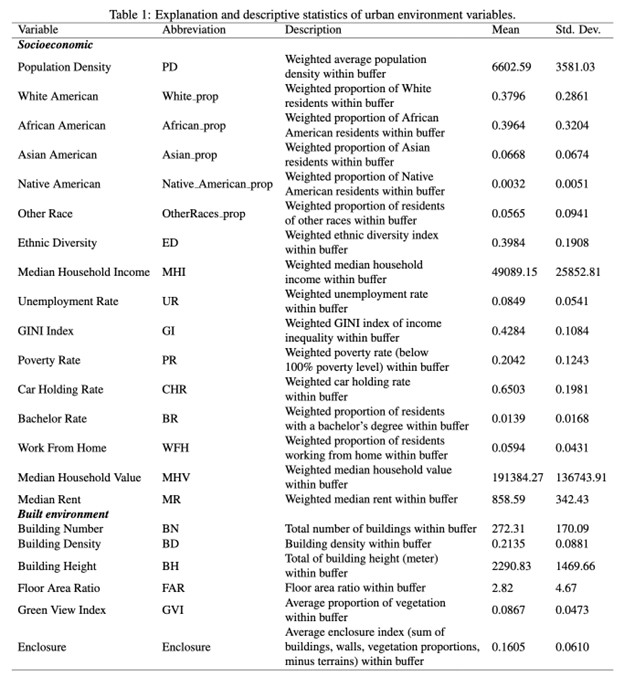 Table 1: Explanation and descriptive statistics of urban environment variables.
Variable Abbreviation Description Mean Std. Dev.
Socioeconomic
Population Density PD Weighted average population density within buffer 6602.59 3581.03
White American White_prop Weighted proportion of White residents within buffer 0.3796 0.2861
African American African_prop Weighted proportion of African American residents within buffer 0.3964 0.3204
Asian American Asian_prop Weighted proportion of Asian residents within buffer 0.0668 0.0674
Native American Native_American_prop Weighted proportion of Native American residents within buffer 0.0032 0.0051
Other Race OtherRaces_prop Weighted proportion of residents of other races within buffer 0.0565 0.0941
Ethnic Diversity ED Weighted ethnic diversity index within buffer 0.3984 0.1908
Median Household Income MHI Weighted median household income within buffer 49089.15 25852.81
Unemployment Rate UR Weighted unemployment rate within buffer 0.0849 0.0541
GINI Index GI Weighted GINI index of income inequality within buffer 0.4284 0.1084
Poverty Rate PR Weighted poverty rate (below 100% poverty level) within buffer 0.2042 0.1243
Car Holding Rate CHR Weighted car holding rate within buffer 0.6503 0.1981
Bachelor Rate BR Weighted proportion of residents with a bachelor's degree within buffer 0.0139 0.0168
Work From Home WFH Weighted proportion of residents working from home within buffer 0.0594 0.0431
Median Household Value MHV Weighted median household value within buffer 191384.27 136743.91
Median Rent MR Weighted median rent within buffer 858.59 342.43
Built environment
Building Number BN Total number of buildings within buffer 272.31 170.09
Building Density BD Building density within buffer 0.2135 0.0881
Building Height BH Total of building height (meter) within buffer 2290.83 1469.66
Floor Area Ratio FAR Floor area ratio within buffer 2.82 4.67
Green View Index GVI Average proportion of vegetation within buffer 0.0867 0.0473
Enclosure Enclosure Average enclosure index (sum of buildings, walls, vegetation proportions, minus terrains) within buffer 0.1605 0.0610